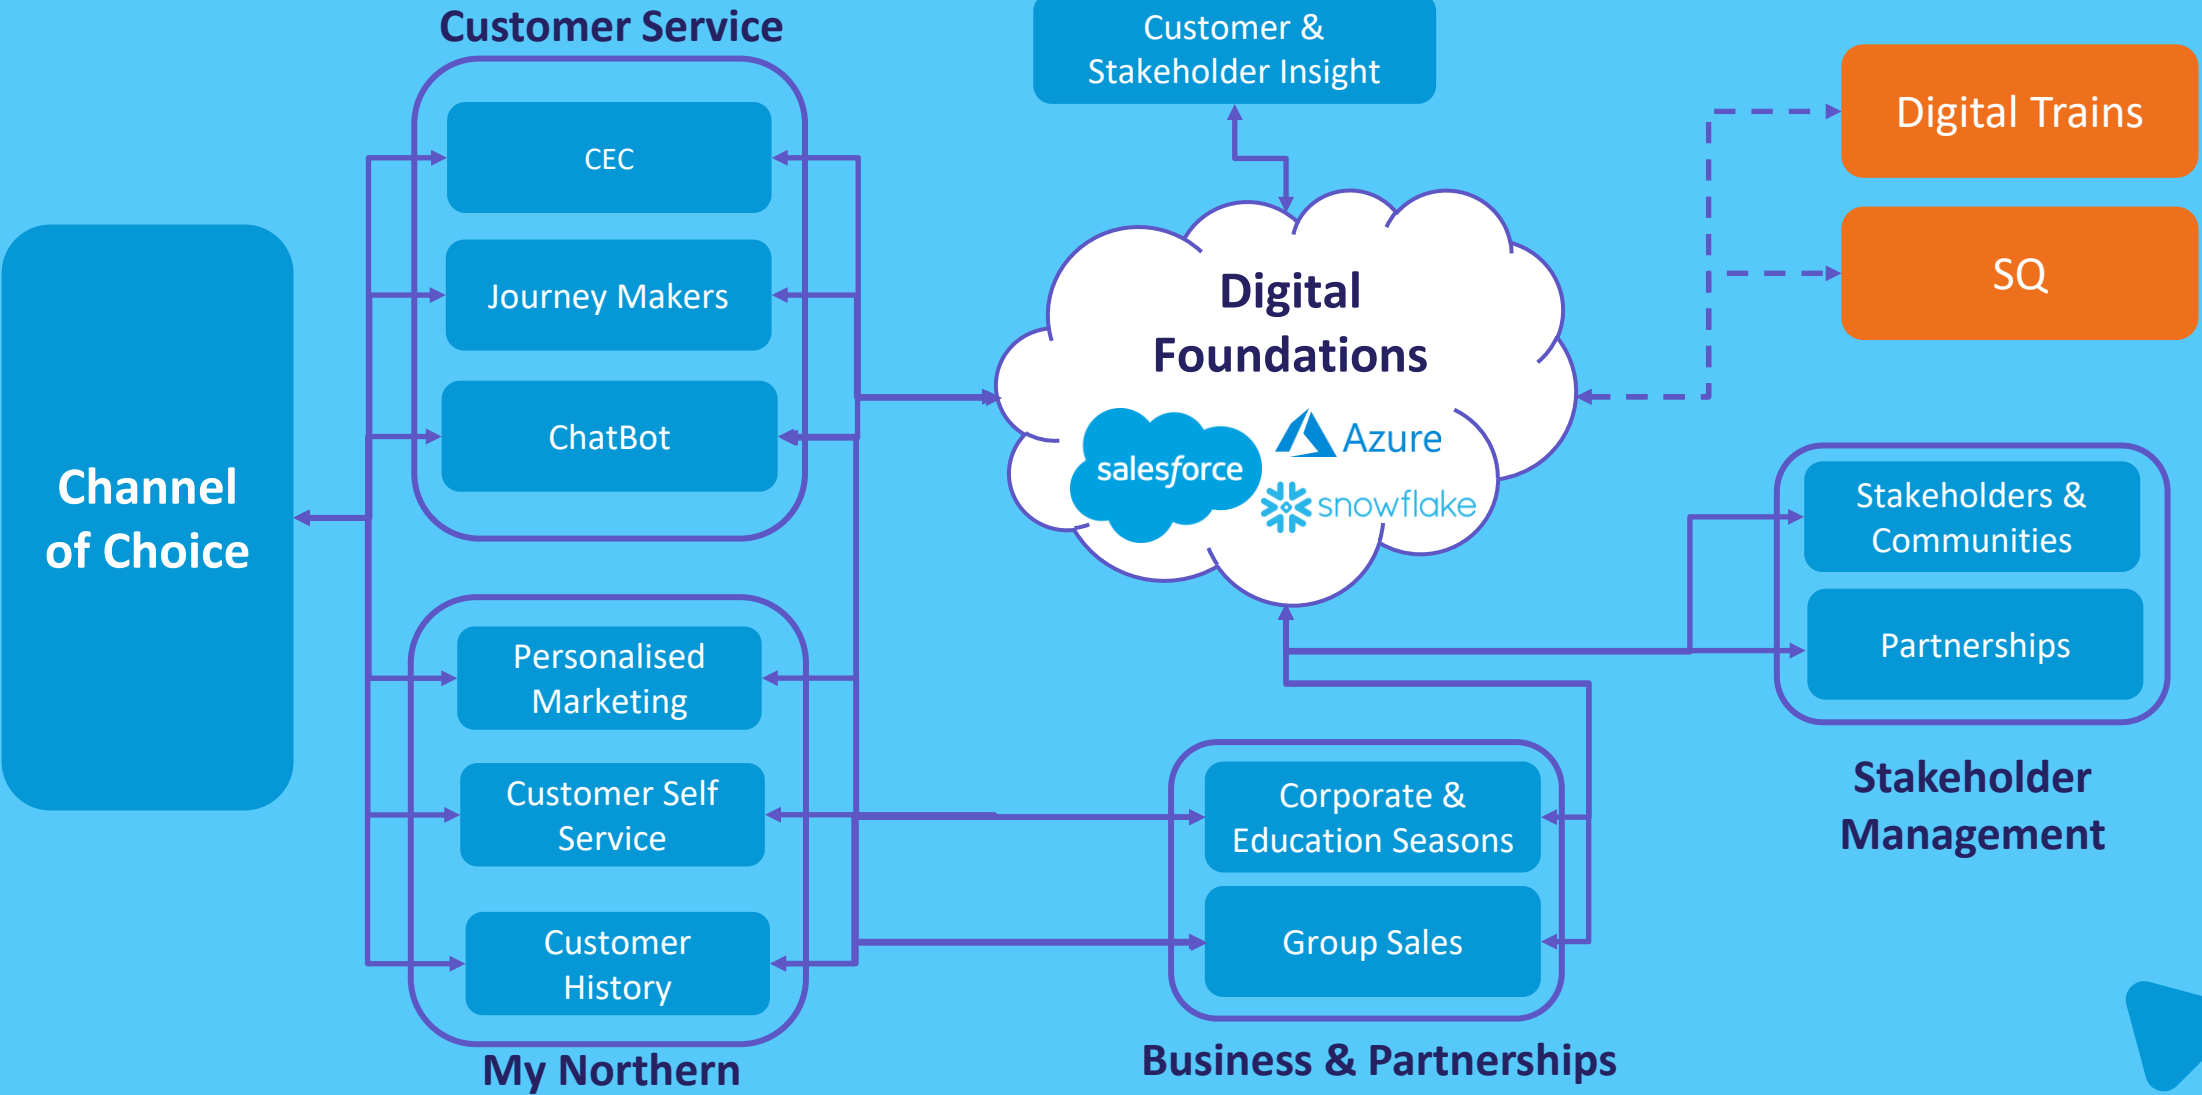 Customer Service
CEC
Journey Makers
ChatBot
Channel
of Choice
Personalised
Marketing
Customer Self
Service
Customer
History
My Northern
Customer &
Stakeholder Insight
Digital
Foundations
salesforce
Azure
snowflake
Digital Trains
SQ
Stakeholders &
Communities
Partnerships
Stakeholder
Management
Corporate &
Education Seasons
Group Sales
Business & Partnerships